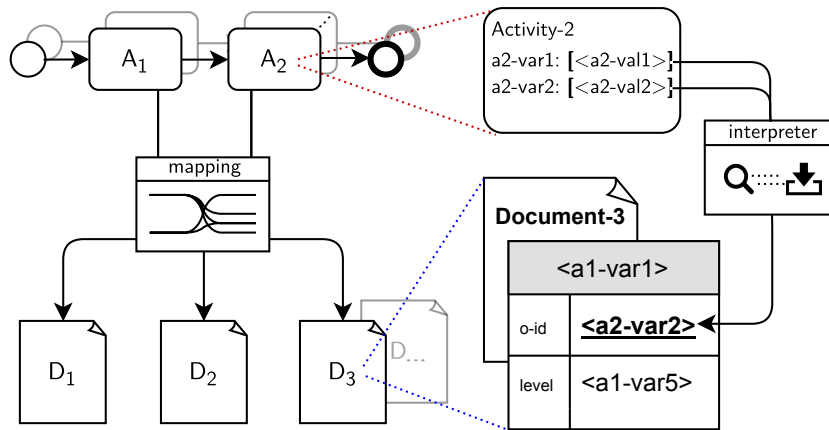 A1
A2
Activity-2
a2-var1: [<a2-val1>]
a2-var2: [<a2-val2>]
interpreter
mapping
Document-3
<a1-var1>
o-id
<a2-var2>
level
<a1-var5>
D1
D2
D3
D...